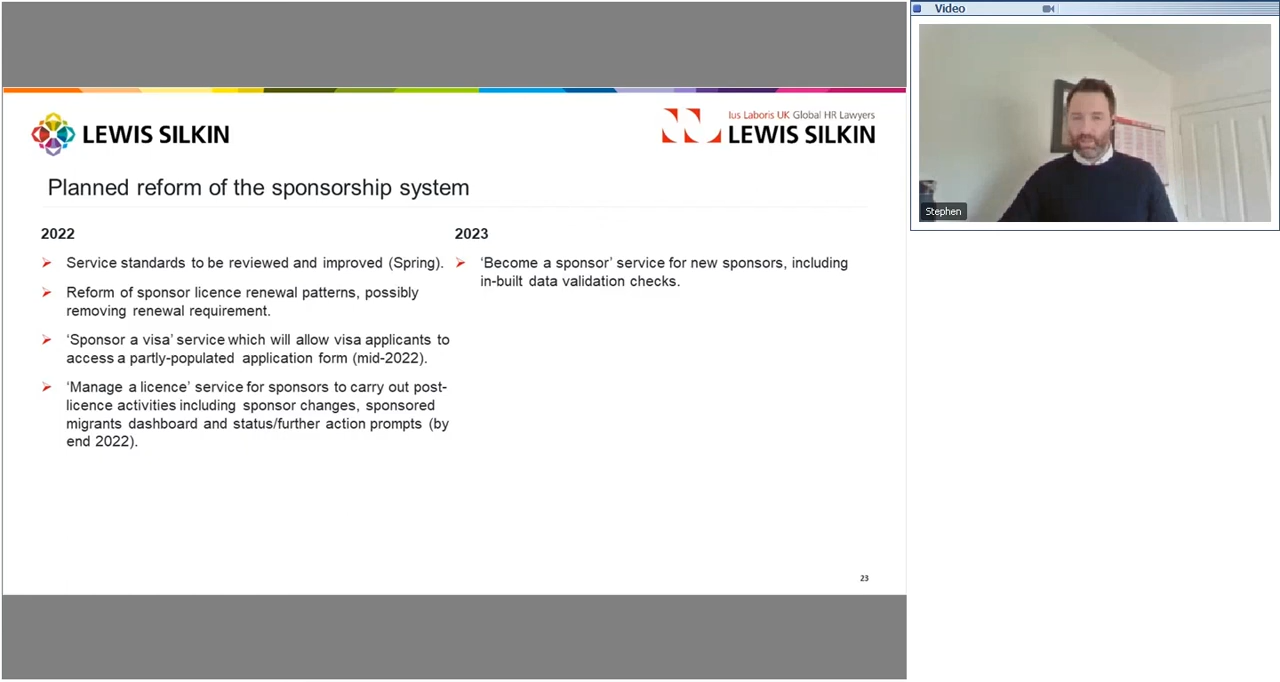 LEWIS SILKIN
Ius Laboris UK Global HR Lawyers
LEWIS SILKIN
Planned reform of the sponsorship system
2022
Service standards to be reviewed and improved (Spring).
Reform of sponsor licence renewal patterns, possibly
removing renewal requirement.
‘Sponsor a visa’ service which will allow visa applicants to
access a partly-populated application form (mid-2022).
‘Manage a licence’ service for sponsors to carry out post-
licence activities including sponsor changes, sponsored
migrants dashboard and status/further action prompts (by
end 2022).
2023
‘Become a sponsor’ service for new sponsors, including
in-built data validation checks.
23
Video
Stephen